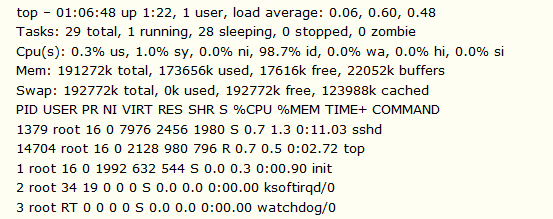 top – 01:06:48 up 1:22, 1 user, load average: 0.06, 0.60, 0.48
Tasks: 29 total, 1 running, 28 sleeping, 0 stopped, 0 zombie
Cpu(s): 0.3% us, 1.0% sy, 0.0% ni, 98.7% id, 0.0% wa, 0.0% hi, 0.0% si
Mem: 191272k total, 173656k used, 17616k free, 22052k buffers
Swap: 192772k total, 0k used, 192772k free, 123988k cached
PID USER PR NI VIRT RES SHR S %CPU %MEM TIME+ COMMAND
1379 root 16 0 7976 2456 1980 S 0.7 1.3 0:11.03 sshd
14704 root 16 0 2128 980 796 R 0.7 0.5 0:02.72 top
1 root 16 0 1992 632 544 S 0.0 0.3 0:00.90 init
2 root 34 19 0 0 0 S 0.0 0.0 0:00.00 ksoftirqd/0
3 root RT 0 0 0 0 S 0.0 0.0 0:00.00 watchdog/0